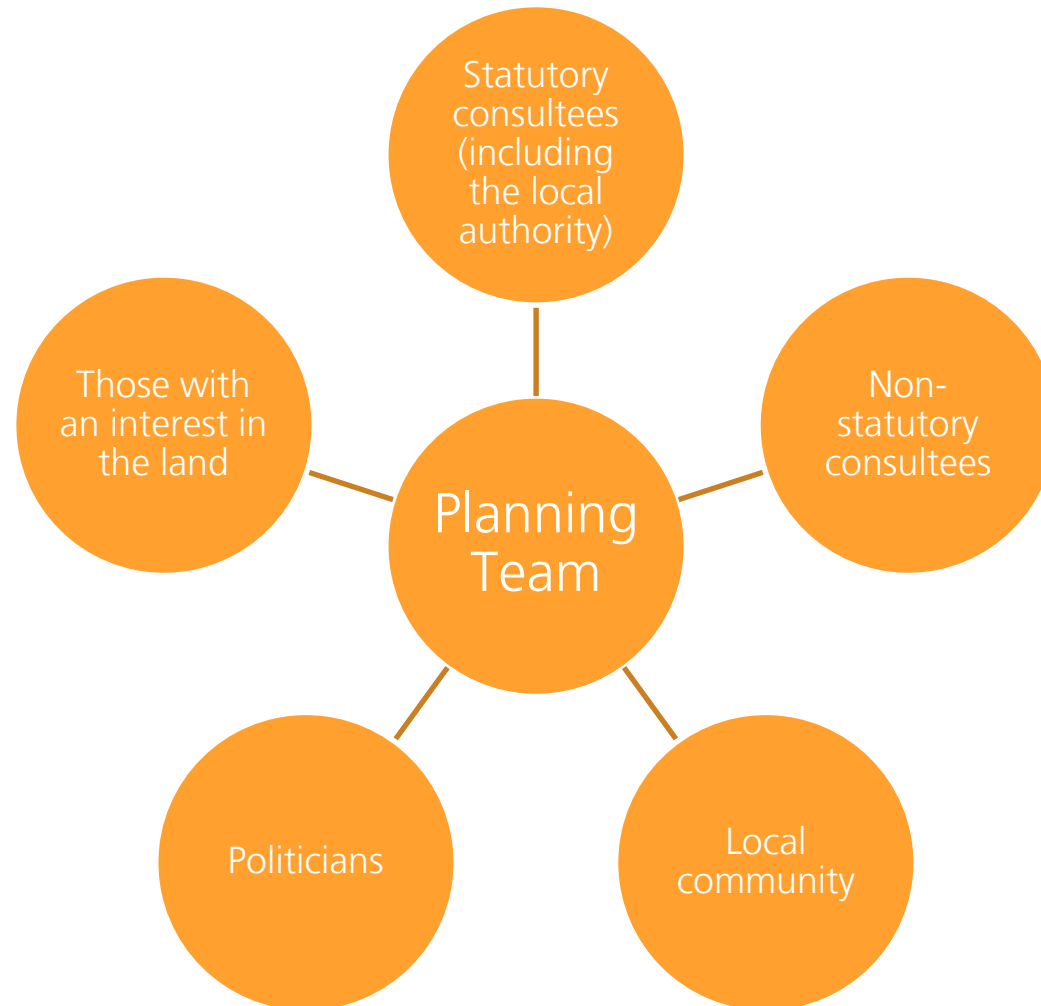 Statutory
consultees
(including
the local
authority)
Those with
an interest in
the land
Non-
statutory
consultees
Planning
Team
Politicians
Local
community